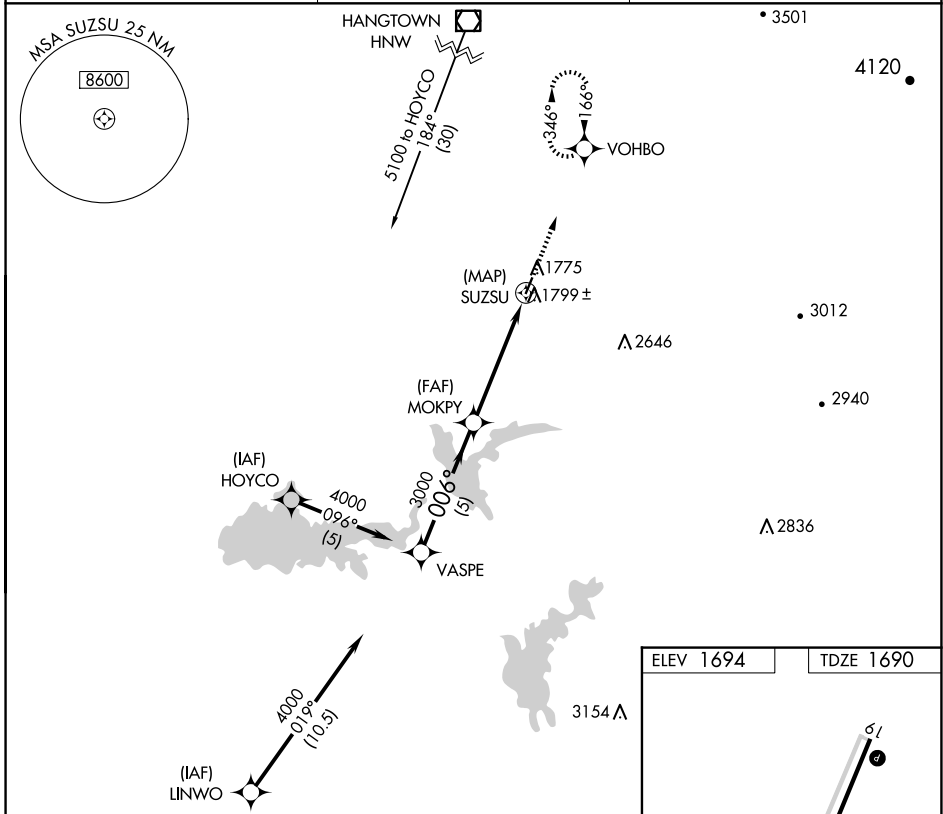 MSA SUZSU 25 NM
8600
HANGTOWN
HNW
5100 to HOYCO
184°
(30)
346°
166°
VOHBO
3501
4120
(MAP)
SUZSU
1775
1799 ±
3012
2646
(FAF)
MOKPY
2940
(IAF)
HOYCO
4000
096°
(5)
3000
006°
(5)
VASPE
2836
3154
4000
019°
(10.5)
(IAF)
LINWO
ELEV 1694
TDZE 1690
19
P